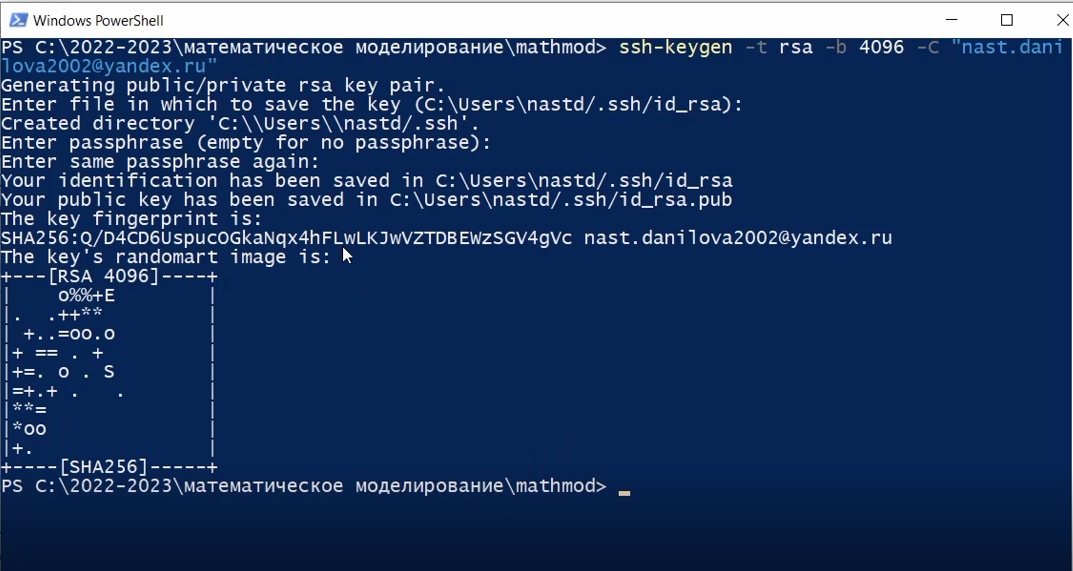 Windows PowerShell
PS C:\2022-2023\математическое моделирование\mathmod> ssh-keygen -t rsa -b 4096 -C "nast.dani
lova2002@yandex.ru"
Generating public/private rsa key pair.
Enter file in which to save the key (C:\Users\nastd/.ssh/id_rsa):
Created directory 'C:\\Users\\nastd/.ssh'.
Enter passphrase (empty for no passphrase):
Enter same passphrase again:
Your identification has been saved in C:\Users\nastd/.ssh/id_rsa
Your public key has been saved in C:\Users\nastd/.ssh/id_rsa.pub
The key fingerprint is:
SHA256:Q/D4CD6UspucOGkaNqx4hFLwLKJwVZTDBEWzSGV4gVc nast.danilova2002@yandex.ru
The key's randomart image is:
+---[RSA 4096]----+
|     o%%+E       |
|.   .++**        |
| +..=oo.o        |
|+ == . +         |
|+=. o . S        |
|=+.+ .   .       |
|**=              |
|*oo              |
|+.               |
+----[SHA256]-----+
PS C:\2022-2023\математическое моделирование\mathmod>